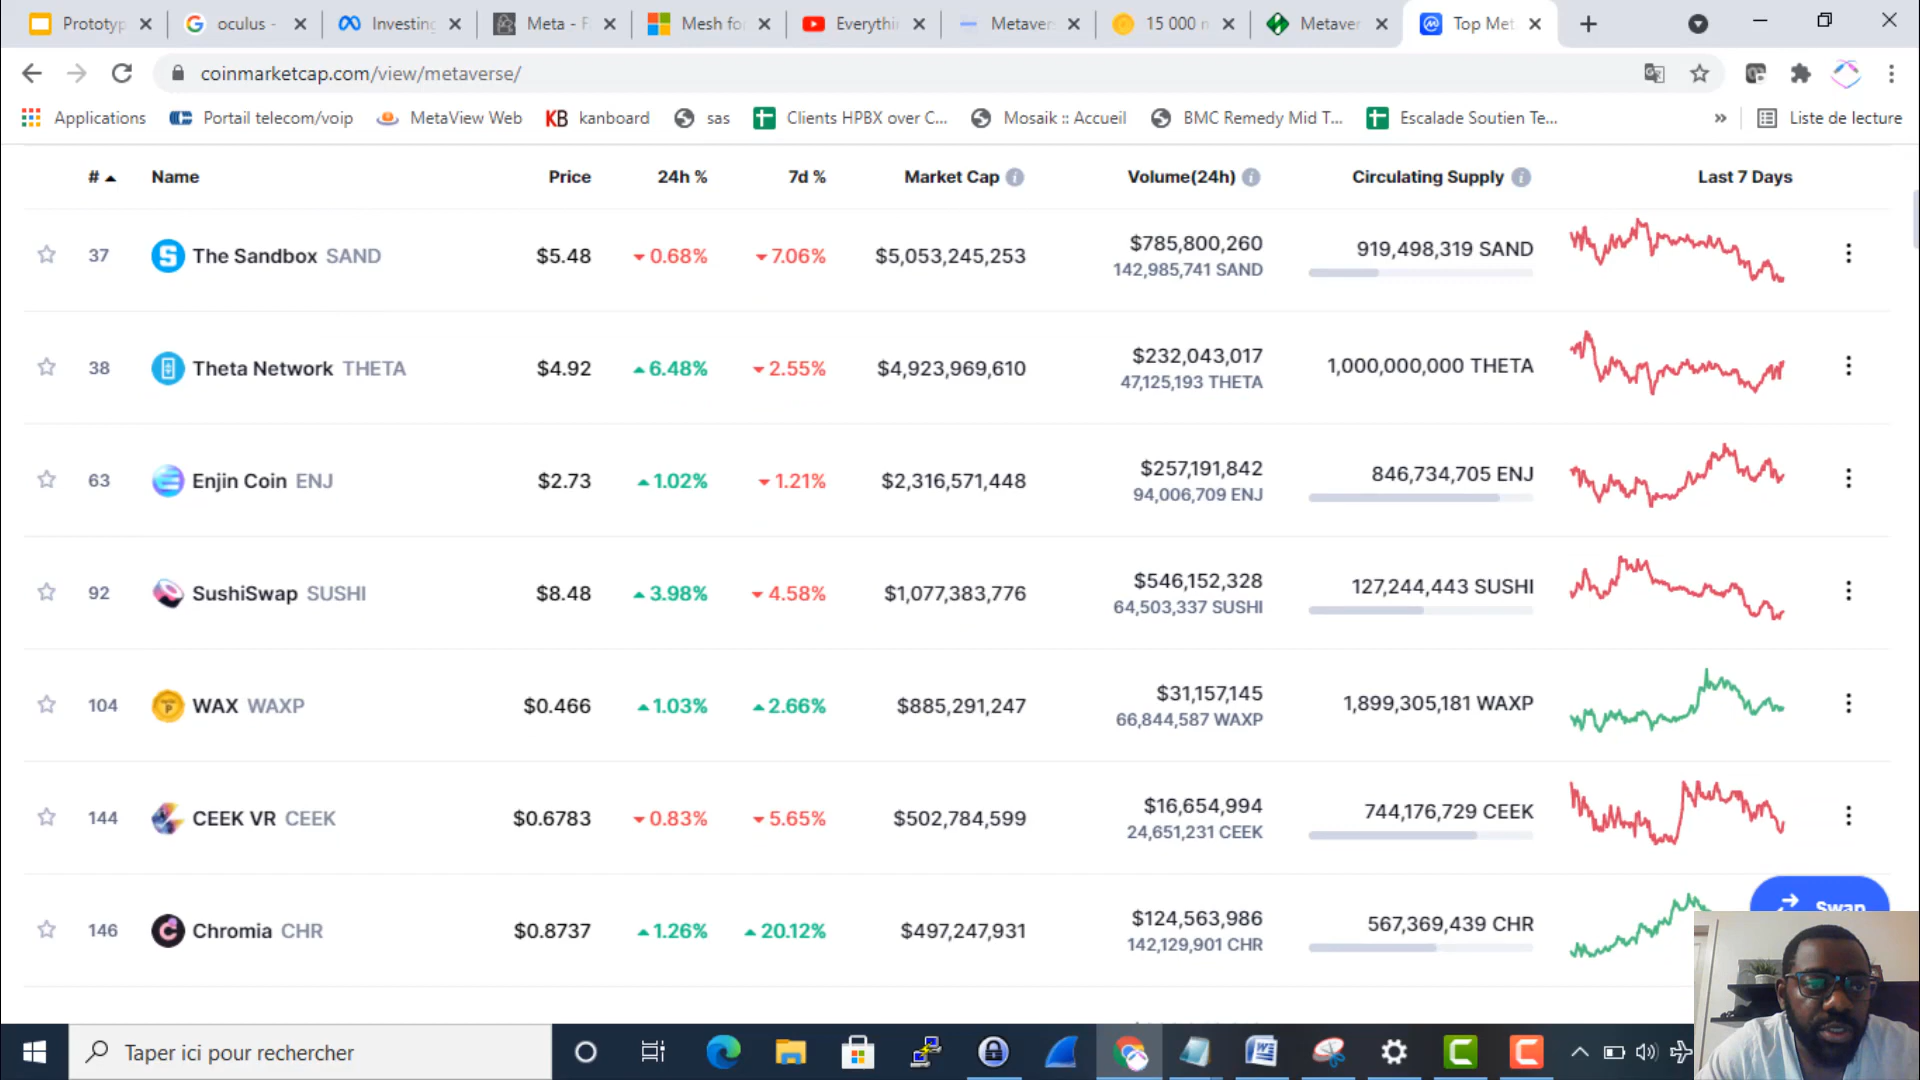 Prototyp
oculus -
Investing
Meta - F
Mesh fo
Everythi
Metaver
15 000 n
Metaver
Top Met
coinmarketcap.com/view/metaverse/
Applications
Portail telecom/voip
MetaView Web
KB kanboard
sas
Clients HPBX over C...
Mosaik :: Accueil
BMC Remedy Mid T...
Escalade Soutien Te...
»
Liste de lecture
# Name Price 24h % 7d % Market Cap Volume(24h) Circulating Supply Last 7 Days
37 The Sandbox SAND $5.48 0.68% 7.06% $5,053,245,253 $785,800,260 919,498,319 SAND
142,985,741 SAND
38 Theta Network THETA $4.92 6.48% 2.55% $4,923,969,610 $232,043,017 1,000,000,000 THETA
47,125,193 THETA
63 Enjin Coin ENJ $2.73 1.02% 1.21% $2,316,571,448 $257,191,842 846,734,705 ENJ
94,006,709 ENJ
92 SushiSwap SUSHI $8.48 3.98% 4.58% $1,077,383,776 $546,152,328 127,244,443 SUSHI
64,503,337 SUSHI
104 WAX WAXP $0.466 1.03% 2.66% $885,291,247 $31,157,145 1,899,305,181 WAXP
66,844,587 WAXP
144 CEEK VR CEEK $0.6783 0.83% 5.65% $502,784,599 $16,654,994 744,176,729 CEEK
24,651,231 CEEK
146 Chromia CHR $0.8737 1.26% 20.12% $497,247,931 $124,563,986 567,369,439 CHR
142,129,901 CHR
Swap
Taper ici pour rechercher